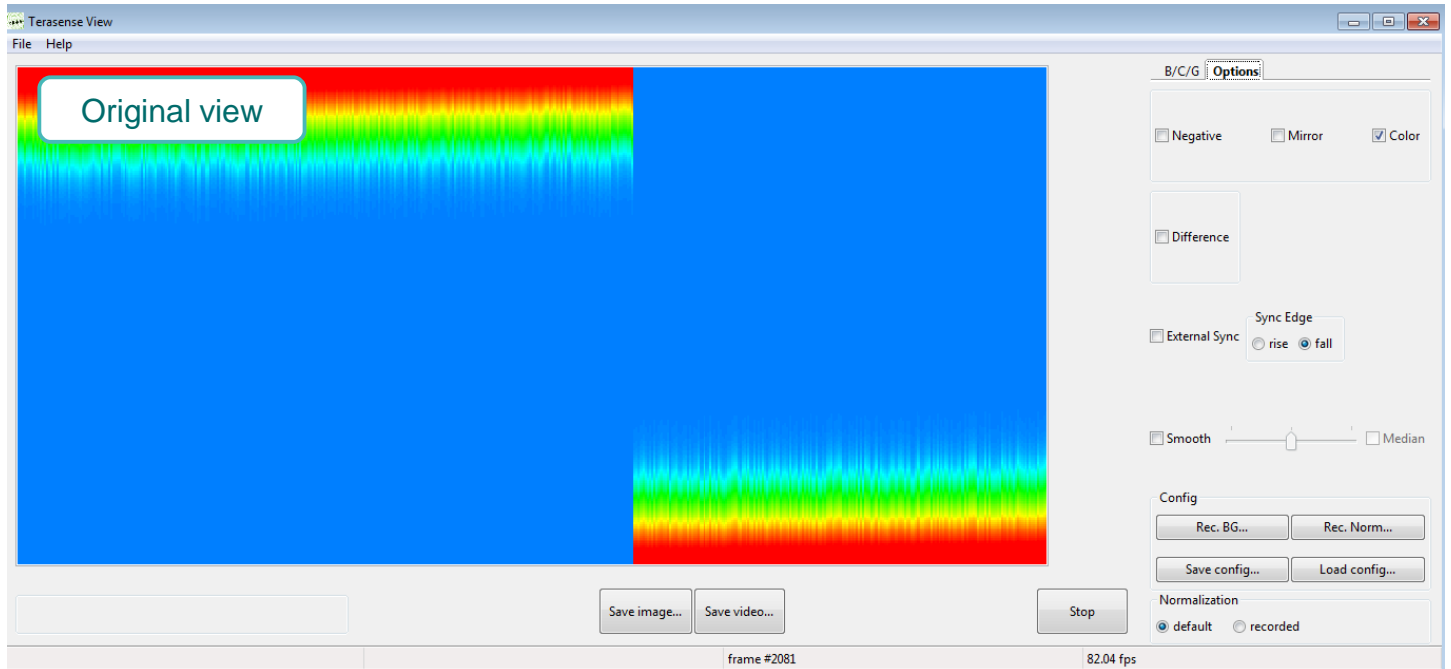 Terasense View
File Help
Original view
B/C/G Options
Negative Mirror Color
Difference
Sync Edge
External Sync rise fall
Smooth Median
Config
Rec. BG... Rec. Norm...
Save config... Load config...
Normalization
default recorded
Save image... Save video... Stop
frame #2081 82.04 fps